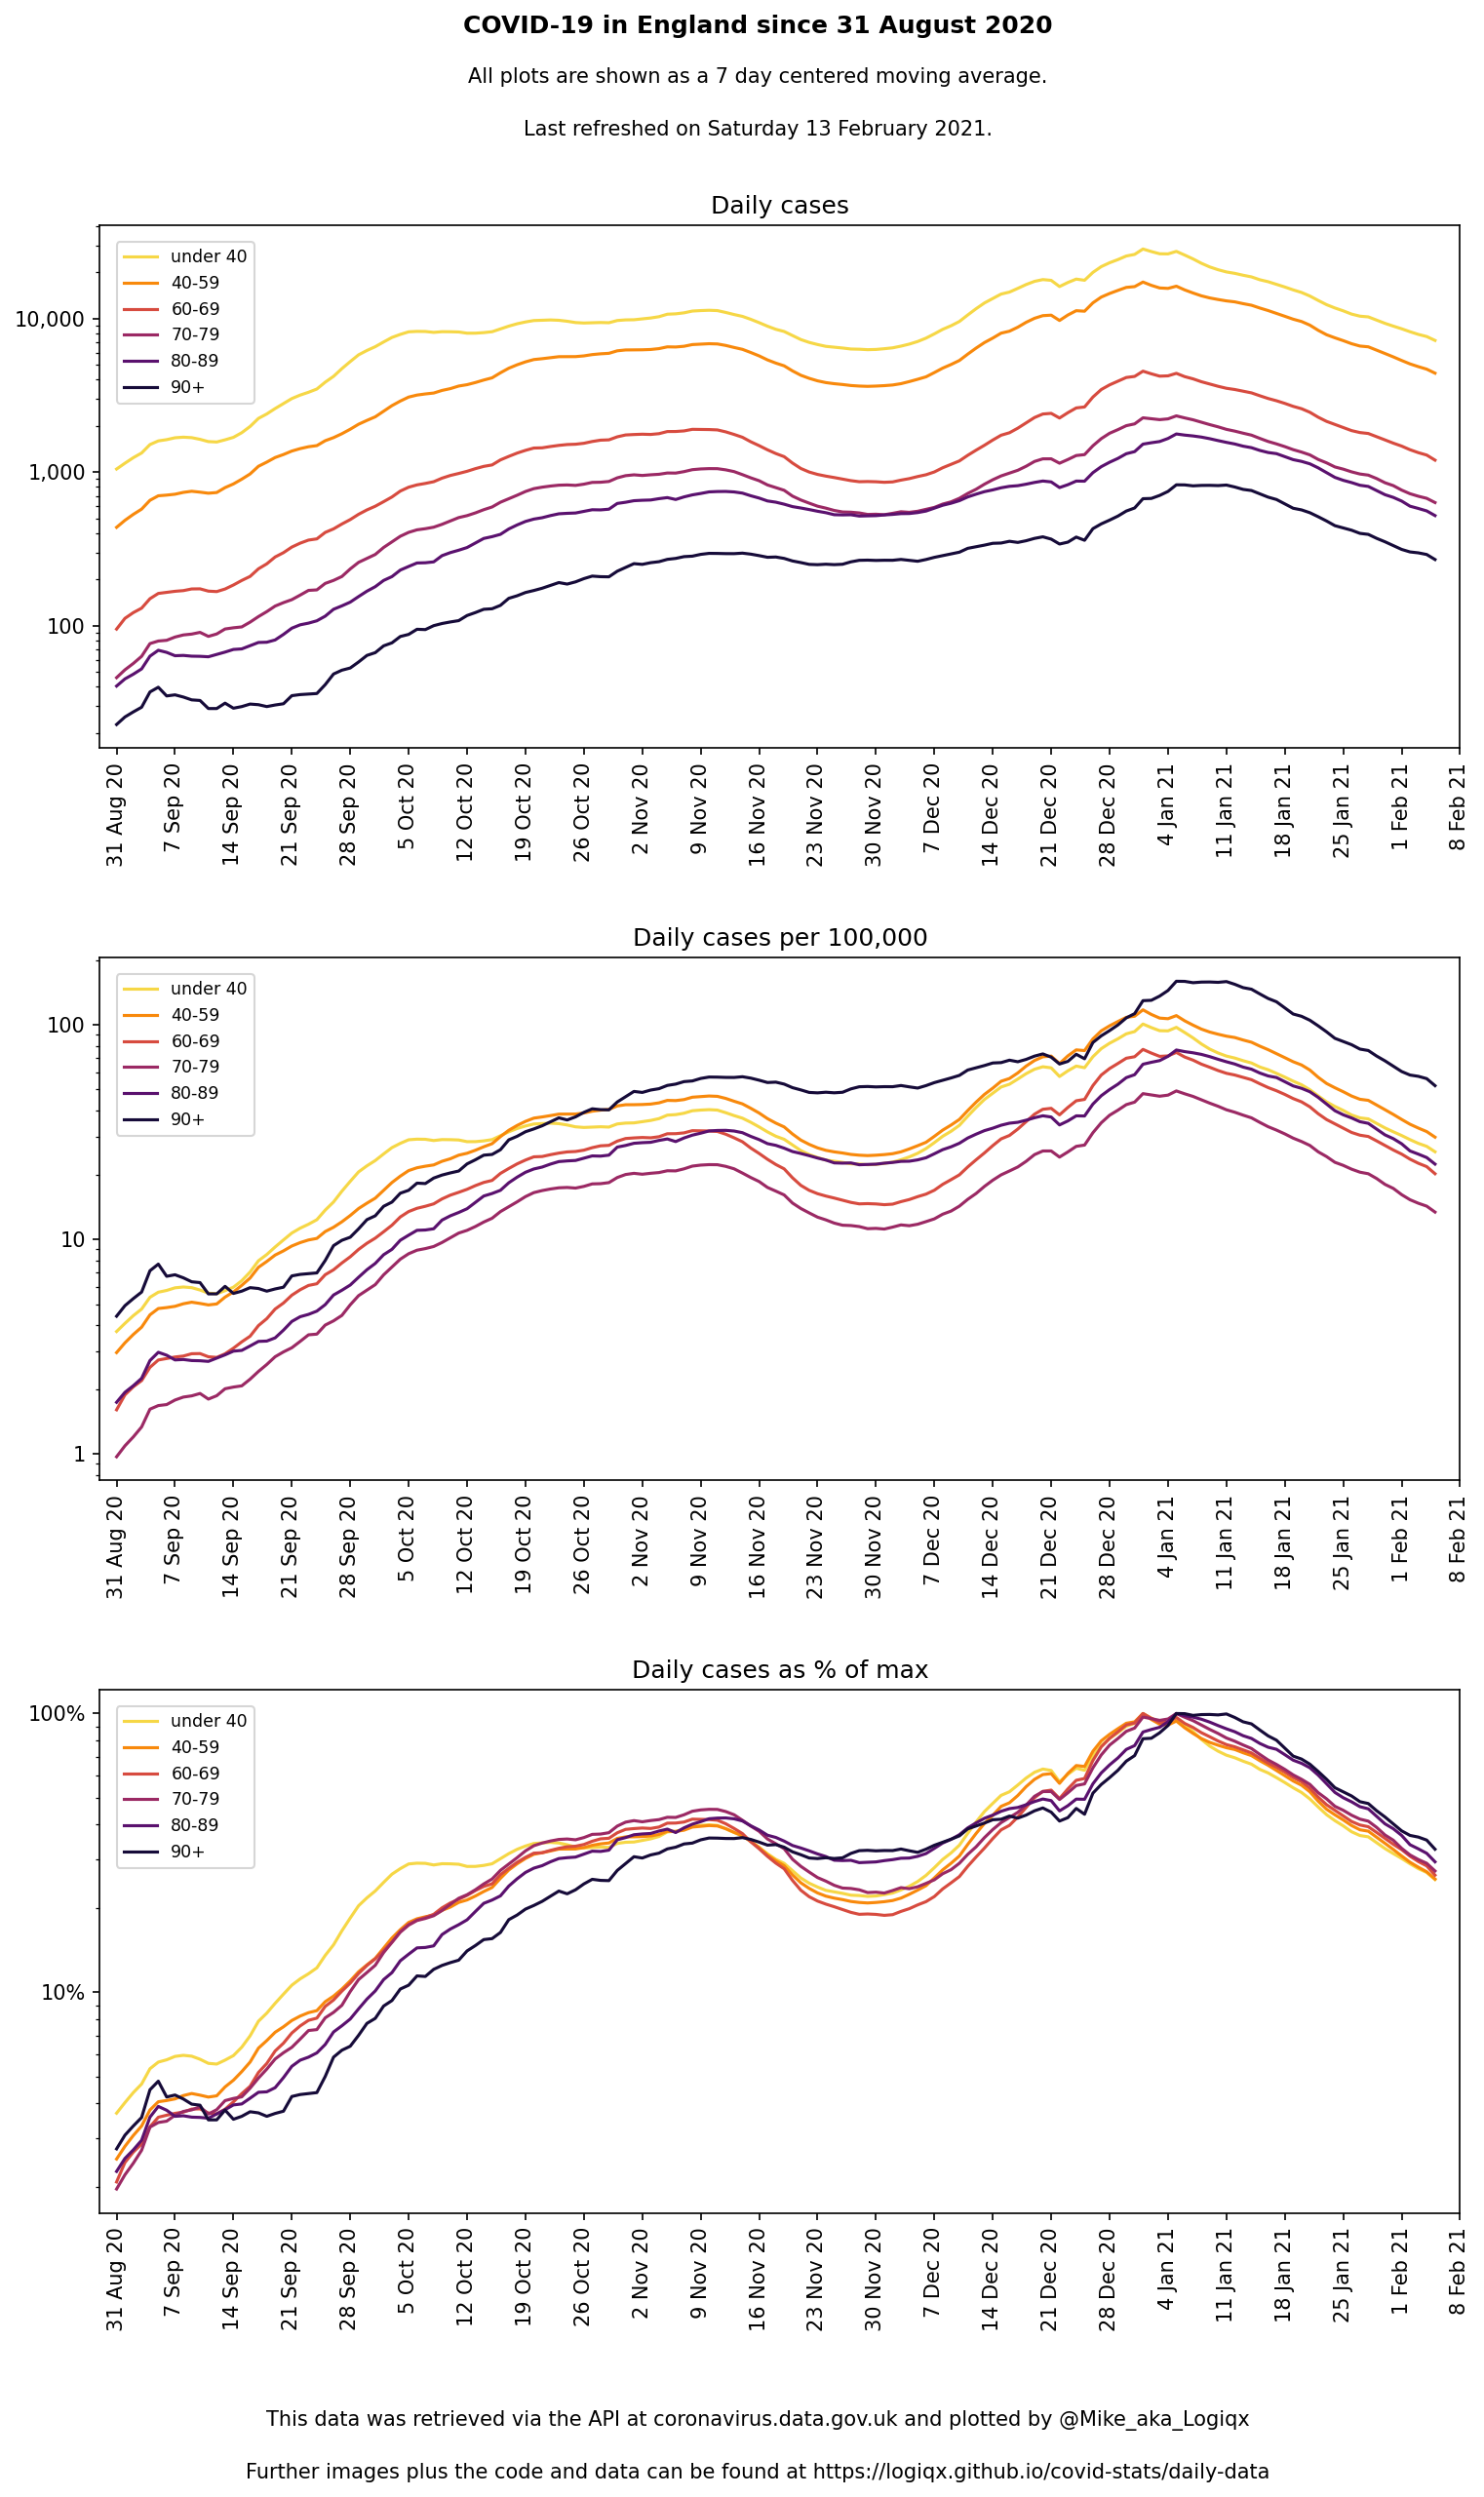 COVID-19 in England since 31 August 2020
All plots are shown as a 7 day centered moving average.
Last refreshed on Saturday 13 February 2021.
Daily cases
under 40
40-59
60-69
70-79
80-89
90+
10,000
1,000
100
31 Aug 20
7 Sep 20
14 Sep 20
21 Sep 20
28 Sep 20
5 Oct 20
12 Oct 20
19 Oct 20
26 Oct 20
2 Nov 20
9 Nov 20
16 Nov 20
23 Nov 20
30 Nov 20
7 Dec 20
14 Dec 20
21 Dec 20
28 Dec 20
4 Jan 21
11 Jan 21
18 Jan 21
25 Jan 21
1 Feb 21
8 Feb 21
Daily cases per 100,000
under 40
40-59
60-69
70-79
80-89
90+
100
10
1
31 Aug 20
7 Sep 20
14 Sep 20
21 Sep 20
28 Sep 20
5 Oct 20
12 Oct 20
19 Oct 20
26 Oct 20
2 Nov 20
9 Nov 20
16 Nov 20
23 Nov 20
30 Nov 20
7 Dec 20
14 Dec 20
21 Dec 20
28 Dec 20
4 Jan 21
11 Jan 21
18 Jan 21
25 Jan 21
1 Feb 21
8 Feb 21
Daily cases as % of max
under 40
40-59
60-69
70-79
80-89
90+
100%
10%
31 Aug 20
7 Sep 20
14 Sep 20
21 Sep 20
28 Sep 20
5 Oct 20
12 Oct 20
19 Oct 20
26 Oct 20
2 Nov 20
9 Nov 20
16 Nov 20
23 Nov 20
30 Nov 20
7 Dec 20
14 Dec 20
21 Dec 20
28 Dec 20
4 Jan 21
11 Jan 21
18 Jan 21
25 Jan 21
1 Feb 21
8 Feb 21
This data was retrieved via the API at coronavirus.data.gov.uk and plotted by @Mike_aka_Logiqx
Further images plus the code and data can be found at https://logiqx.github.io/covid-stats/daily-data